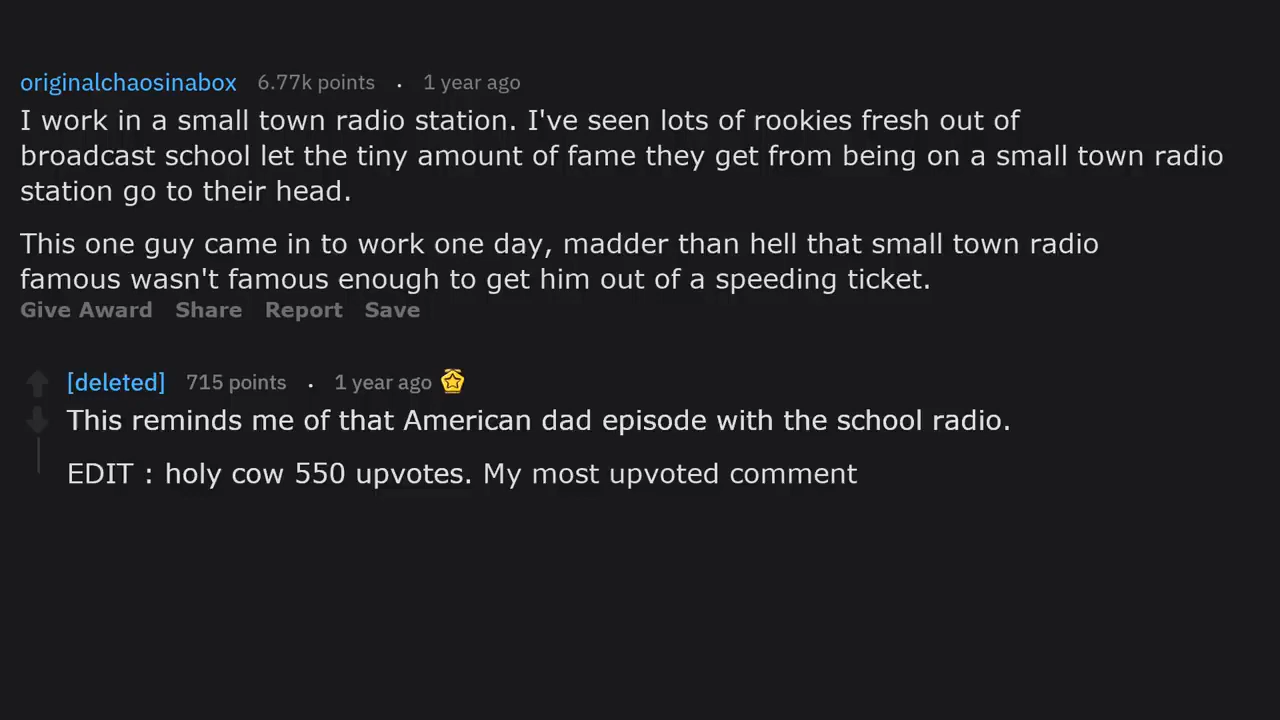 originalchaosinabox 6.77k points · 1 year ago
I work in a small town radio station. I've seen lots of rookies fresh out of
broadcast school let the tiny amount of fame they get from being on a small town radio
station go to their head.
This one guy came in to work one day, madder than hell that small town radio
famous wasn't famous enough to get him out of a speeding ticket.
Give Award Share Report Save
[deleted] 715 points · 1 year ago
This reminds me of that American dad episode with the school radio.
EDIT : holy cow 550 upvotes. My most upvoted comment